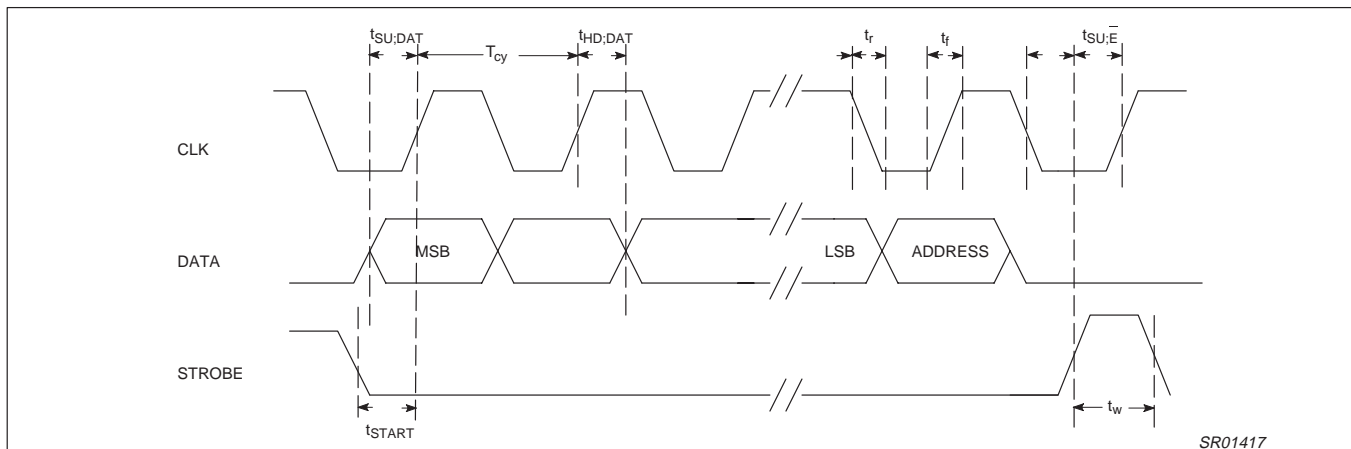 tSU;DAT
Tcy
tHD;DAT
tr
tf
tSU;E̅
CLK
DATA
MSB
LSB
ADDRESS
STROBE
tSTART
tw
SR01417